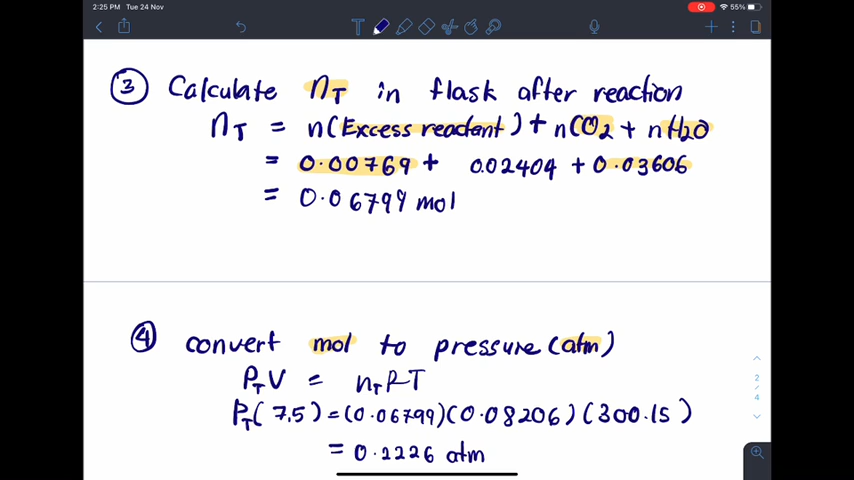 2:25 PM Tue 24 Nov 55%
T
③ Calculate nT in flask after reaction
nT = n(Excess reactant) + nCO2 + nH2O
= 0.00769 + 0.02404 + 0.03606
= 0.06799 mol
④ convert mol to pressure (atm)
PTV = nTRT
PT(7.5) = (0.06799)(0.08206)(300.15)
= 0.2226 atm
2
/
4